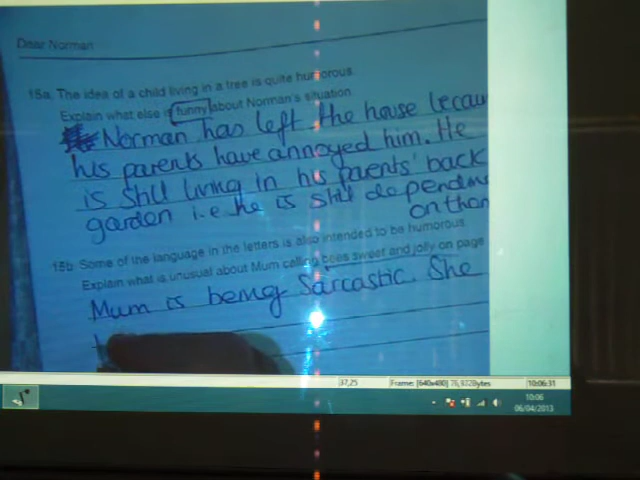 Dear Norman
15a. The idea of a child living in a tree is quite humorous.
Explain what else is funny about Norman's situation
Norman has left the house becau
his parents have annoyed him. He
is still living in his parents' back
garden i.e. he is still dependin
on them
15b. Some of the language in the letters is also intended to be humorous.
Explain what is unusual about Mum calling bees sweet and jolly on page
Mum is being sarcastic. She
37,25 Frame: [640x480] Bytes 10:06:31
10:06
06/04/2013